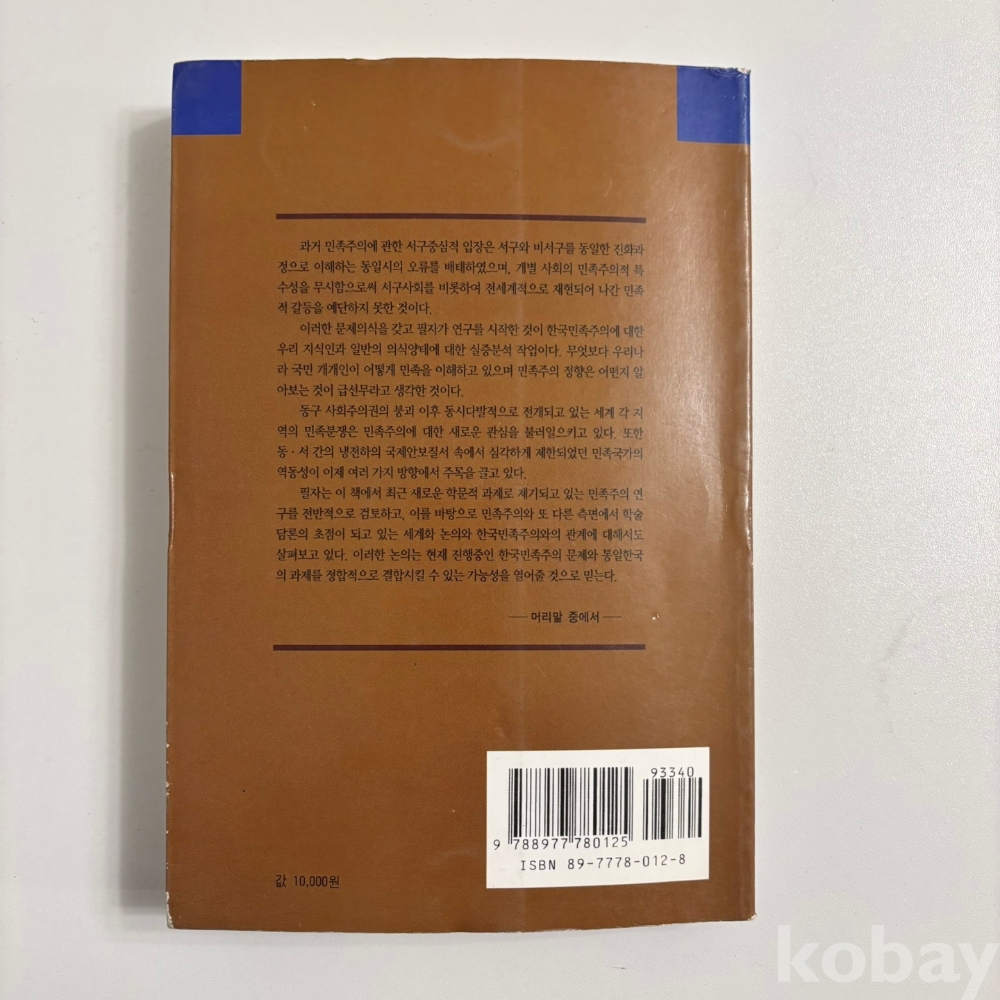 과거 민족주의에 관한 서구중심적 입장은 서구와 비서구를 동일한 진화과
정으로 이해하는 동일시의 오류를 배태하였으며, 개별 사회의 민족주의적 특
수성을 무시함으로써 서구사회를 비롯하여 전세계적으로 재현되어 나간 민족
적 갈등을 예단하지 못한 것이다.
이러한 문제의식을 갖고 필자가 연구를 시작한 것이 한국민족주의에 대한
우리 지식인과 일반의 의식양태에 대한 실증분석 작업이다. 무엇보다 우리나
라 국민 개개인이 어떻게 민족을 이해하고 있으며 민족주의 정향은 어떤지 알
아보는 것이 급선무라고 생각한 것이다.
동구 사회주의권의 붕괴 이후 동시다발적으로 전개되고 있는 세계 각 지
역의 민족분쟁은 민족주의에 대한 새로운 관심을 불러일으키고 있다. 또한
동·서 간의 냉전하의 국제안보질서 속에서 심각하게 제한되었던 민족국가의
역동성이 이제 여러 가지 방향에서 주목을 끌고 있다.
필자는 이 책에서 최근 새로운 학문적 과제로 제기되고 있는 민족주의 연
구를 전반적으로 검토하고, 이를 바탕으로 민족주의와 또 다른 측면에서 학술
담론의 초점이 되고 있는 세계화 논의와 한국민족주의와의 관계에 대해서도
살펴보고 있다. 이러한 논의는 현재 진행중인 한국민족주의 문제와 통일한국
의 과제를 정합적으로 결합시킬 수 있는 가능성을 열어줄 것으로 믿는다.
— 머리말 중에서 —
93340
9 788977 780125
ISBN 89-7778-012-8
값 10,000원
kobay